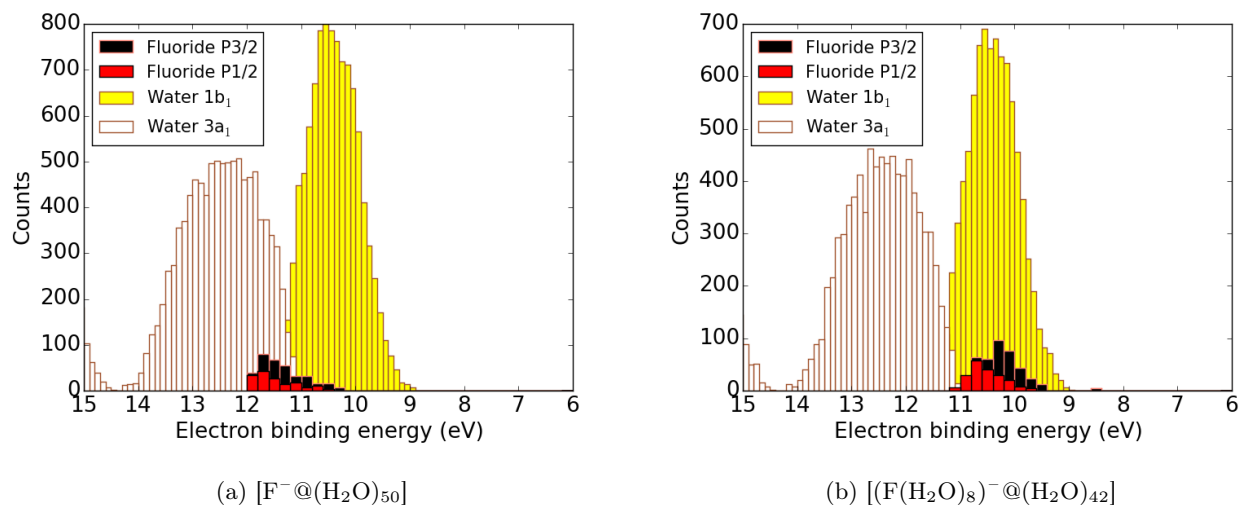 800
700
600
500
400
300
200
100
0
Counts
Fluoride P3/2
Fluoride P1/2
Water 1b₁
Water 3a₁
15 14 13 12 11 10 9 8 7 6
Electron binding energy (eV)
(a) [F⁻@(H₂O)₅₀]
700
600
500
400
300
200
100
0
Counts
Fluoride P3/2
Fluoride P1/2
Water 1b₁
Water 3a₁
15 14 13 12 11 10 9 8 7 6
Electron binding energy (eV)
(b) [(F(H₂O)₈)⁻@(H₂O)₄₂]